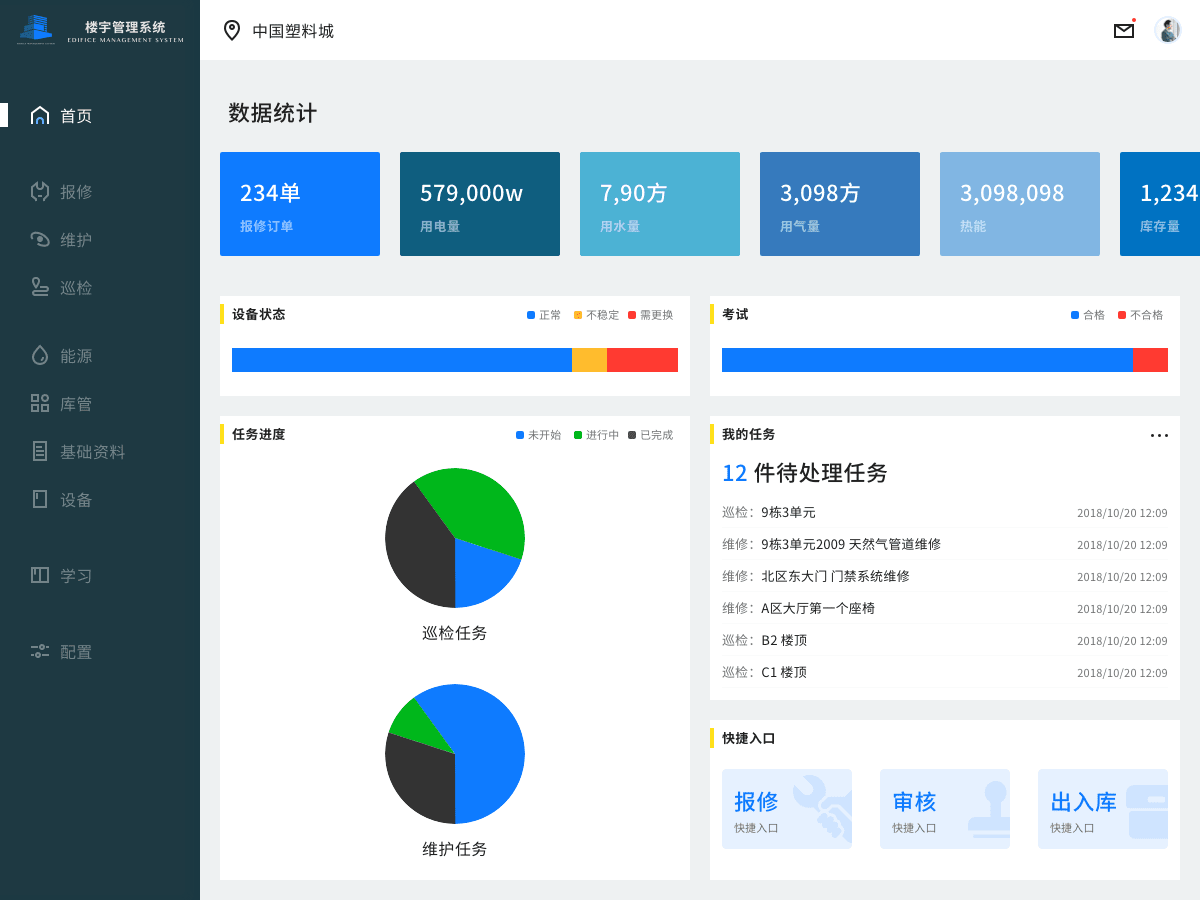 楼宇管理系统
EDIFICE MANAGEMENT SYSTEM
中国塑料城
首页
报修
维护
巡检
能源
库管
基础资料
设备
学习
配置
数据统计
234单
报修订单
579,000w
用电量
7,90方
用水量
3,098方
用气量
3,098,098
热能
1,234
库存量
设备状态
正常 不稳定 需更换
考试
合格 不合格
任务进度
未开始 进行中 已完成
巡检任务
维护任务
我的任务
12 件待处理任务
巡检：9栋3单元 2018/10/20 12:09
维修：9栋3单元2009 天然气管道维修 2018/10/20 12:09
维修：北区东大门 门禁系统维修 2018/10/20 12:09
维修：A区大厅第一个座椅 2018/10/20 12:09
巡检：B2 楼顶 2018/10/20 12:09
巡检：C1 楼顶 2018/10/20 12:09
快捷入口
报修
快捷入口
审核
快捷入口
出入库
快捷入口